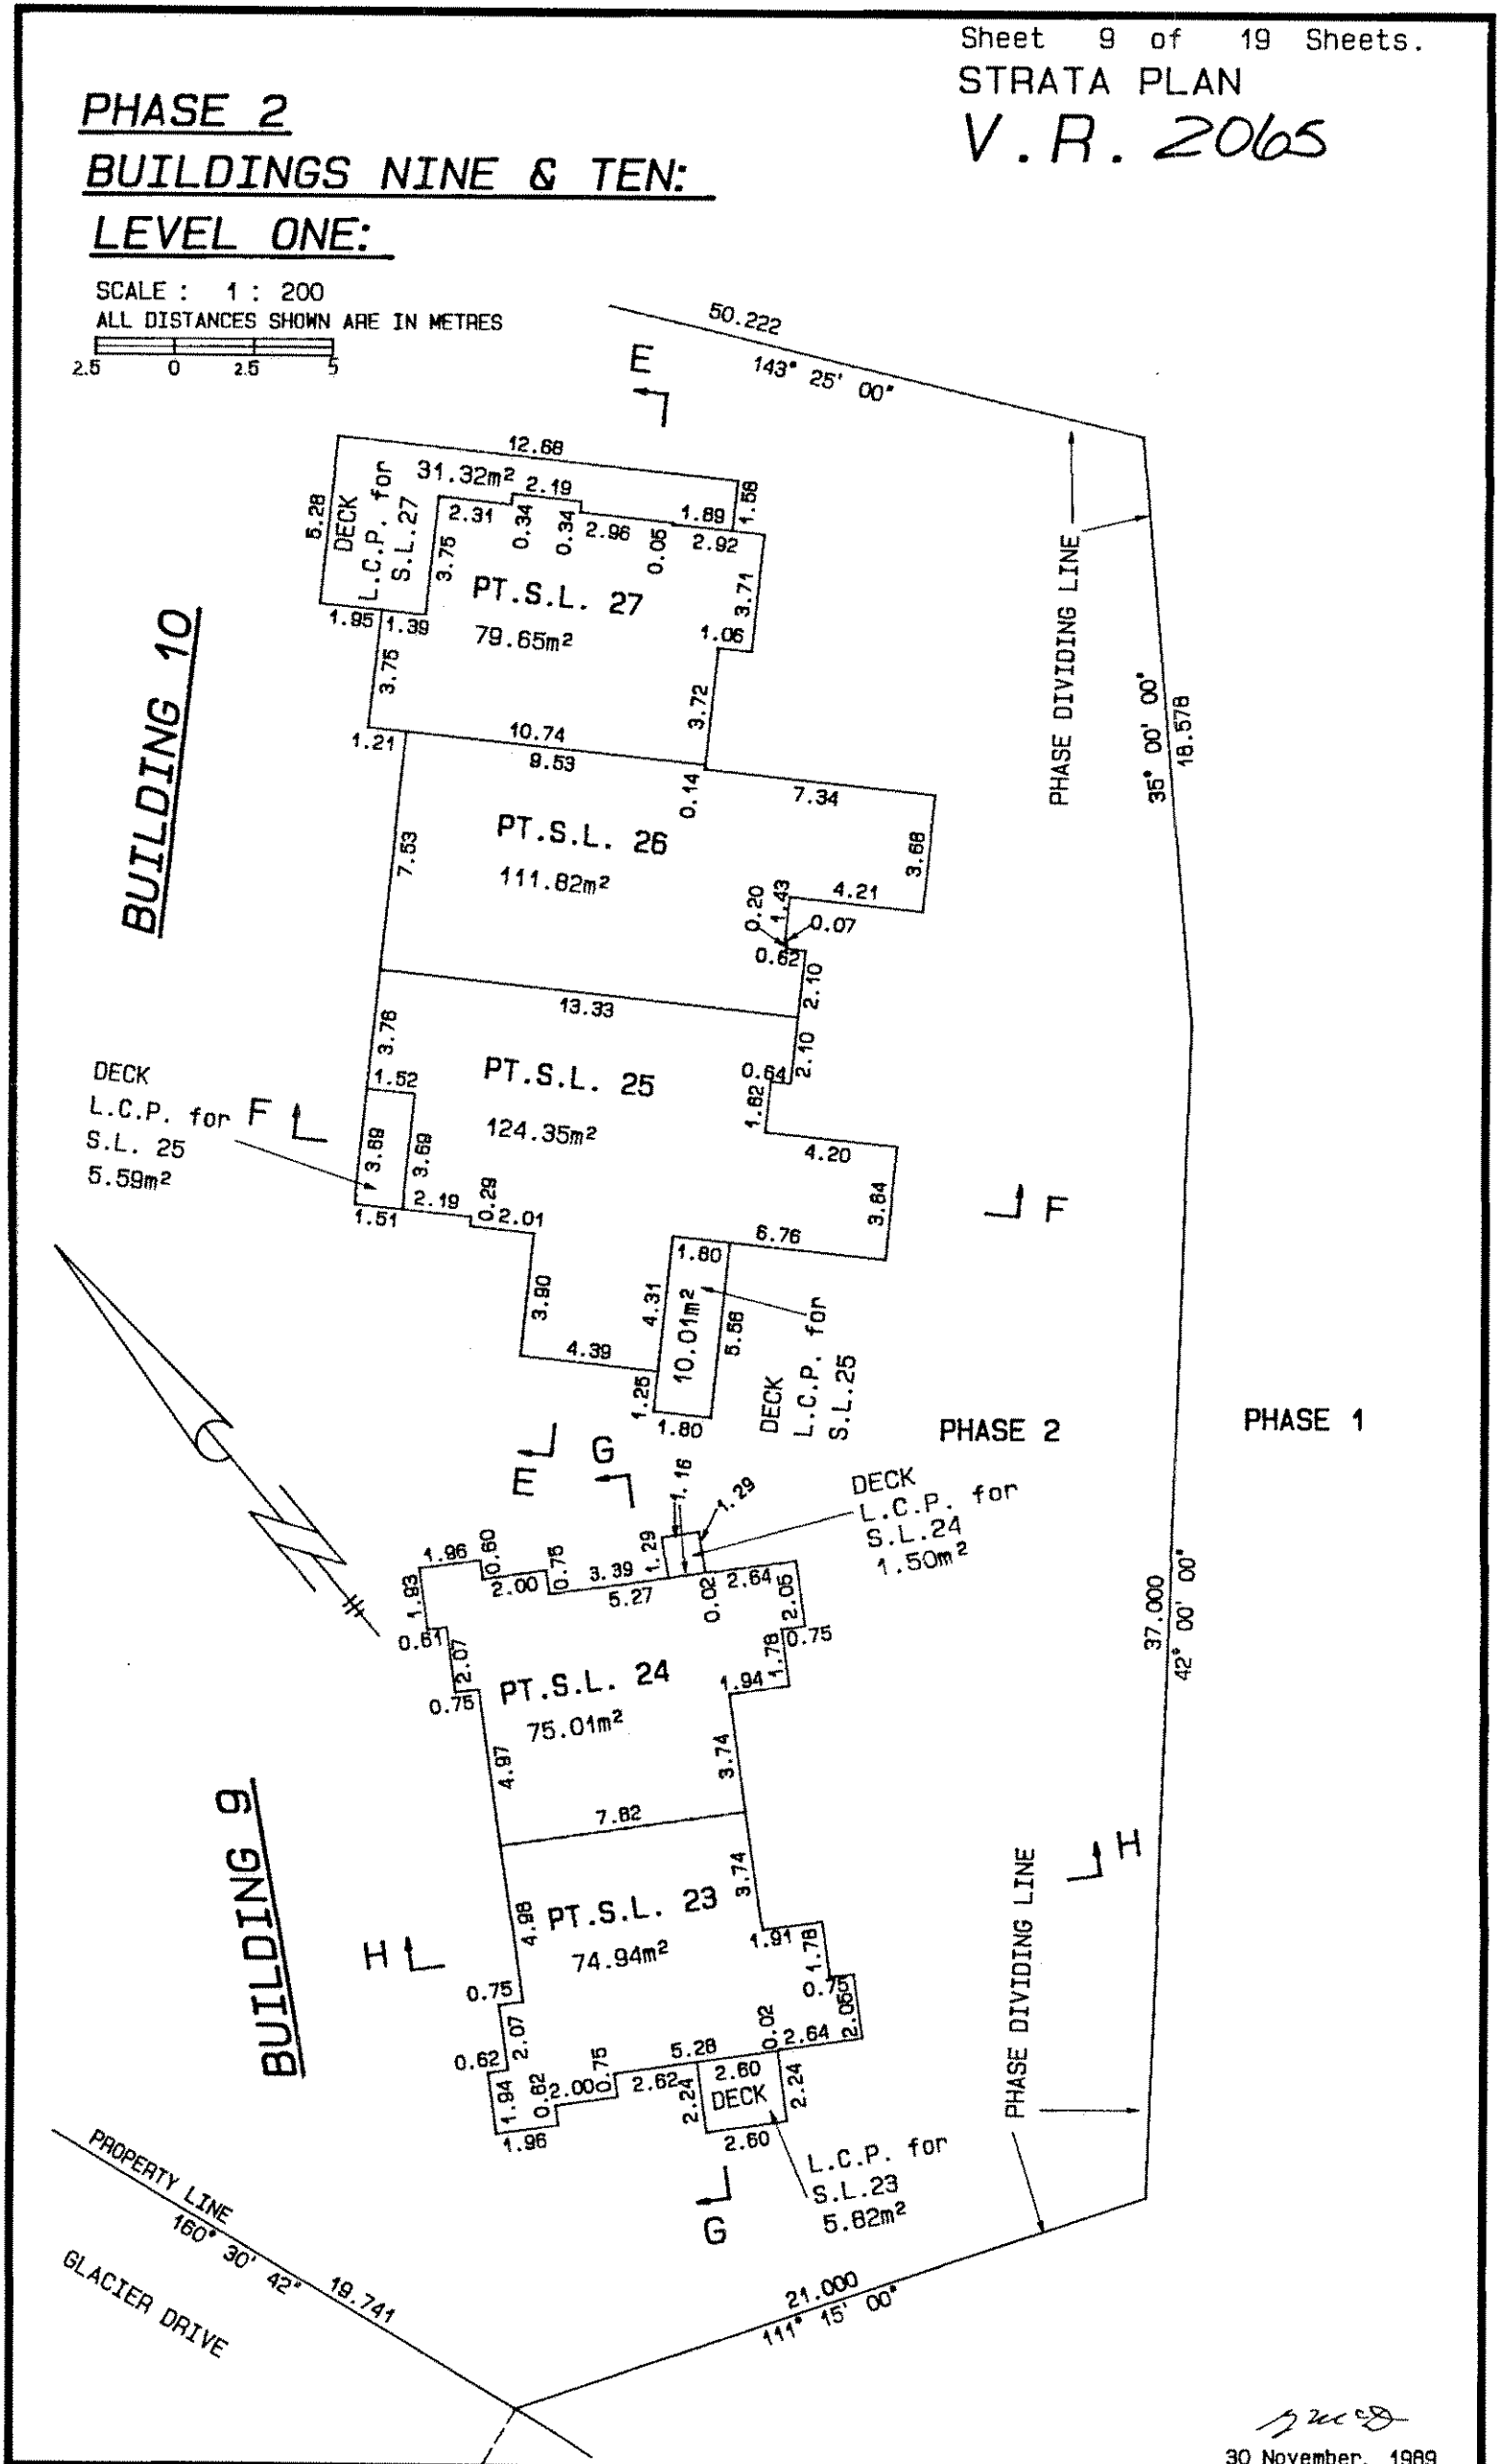 Sheet 9 of 19 Sheets.
STRATA PLAN
V.R. 2065
PHASE 2
BUILDINGS NINE & TEN:
LEVEL ONE:
SCALE : 1 : 200
ALL DISTANCES SHOWN ARE IN METRES
2.5 0 2.5 5
50.222
143° 25' 00"
E
12.68
31.32m²
5.28
DECK
L.C.P. for
S.L.27
2.31
0.34
2.19
0.34
2.96
0.05
1.89
1.58
2.92
3.75
PT.S.L. 27
79.65m²
3.71
1.06
1.95
1.39
3.75
3.72
1.21
10.74
9.53
0.14
7.34
BUILDING 10
7.53
PT.S.L. 26
111.82m²
3.68
4.21
0.20
1.43
0.07
0.62
2.10
13.33
PHASE DIVIDING LINE
35° 00' 00"
18.578
3.76
2.10
0.64
1.62
1.52
PT.S.L. 25
124.35m²
DECK
L.C.P. for
S.L. 25
5.59m²
F
3.69
3.69
4.20
3.64
1.51
2.19
0.29
2.01
F
6.76
1.80
3.90
4.31
10.01m²
5.56
4.39
1.25
1.80
DECK
L.C.P. for
S.L.25
PHASE 2
PHASE 1
E
G
1.16
1.29
DECK
L.C.P. for
S.L.24
1.50m²
1.96
0.60
2.00
0.75
3.39
1.29
5.27
0.02
2.64
2.05
1.93
0.61
2.07
0.75
0.75
1.78
1.94
PT.S.L. 24
75.01m²
4.97
3.74
37.000
42° 00' 00"
7.82
BUILDING 9
4.98
3.74
PT.S.L. 23
74.94m²
H
H
1.91
1.78
0.75
2.05
0.75
2.07
0.62
1.94
0.62
1.96
2.00
0.75
2.62
5.28
0.02
2.64
2.60
DECK
2.24
2.24
2.60
L.C.P. for
S.L.23
5.82m²
G
PHASE DIVIDING LINE
PROPERTY LINE
160° 30' 42"
19.741
GLACIER DRIVE
21.000
111° 15' 00"
30 November, 1989